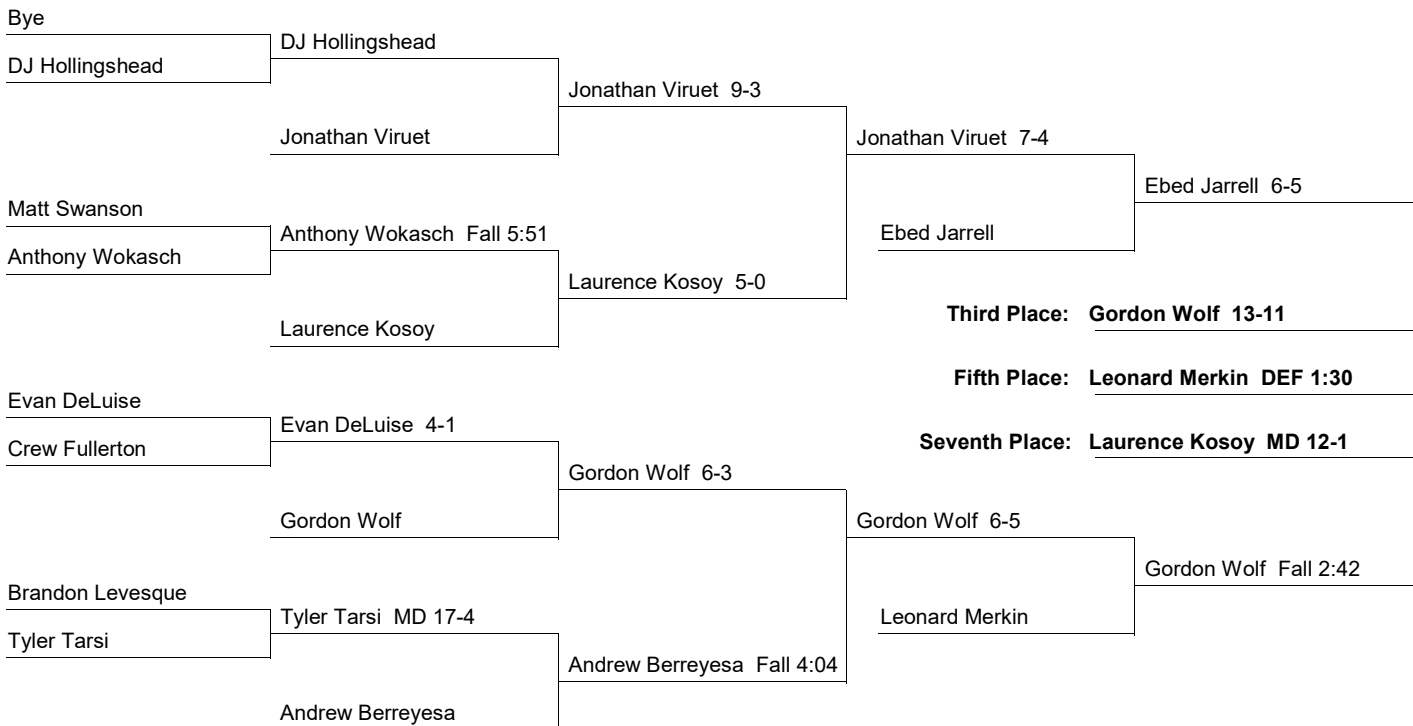 Bye
DJ Hollingshead
DJ Hollingshead
Jonathan Viruet 9-3
Jonathan Viruet
Jonathan Viruet 7-4
Ebed Jarrell 6-5
Matt Swanson
Anthony Wokasch Fall 5:51
Ebed Jarrell
Anthony Wokasch
Laurence Kosoy 5-0
Third Place: Gordon Wolf 13-11
Laurence Kosoy
Fifth Place: Leonard Merkin DEF 1:30
Evan DeLuise
Evan DeLuise 4-1
Seventh Place: Laurence Kosoy MD 12-1
Crew Fullerton
Gordon Wolf 6-3
Gordon Wolf
Gordon Wolf 6-5
Gordon Wolf Fall 2:42
Brandon Levesque
Tyler Tarsi MD 17-4
Leonard Merkin
Tyler Tarsi
Andrew Berreyesa Fall 4:04
Andrew Berreyesa